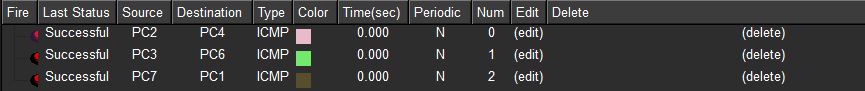 Fire Last Status Source Destination Type Color Time(sec) Periodic Num Edit Delete
Successful PC2 PC4 ICMP 0.000 N 0 (edit) (delete)
Successful PC3 PC6 ICMP 0.000 N 1 (edit) (delete)
Successful PC7 PC1 ICMP 0.000 N 2 (edit) (delete)